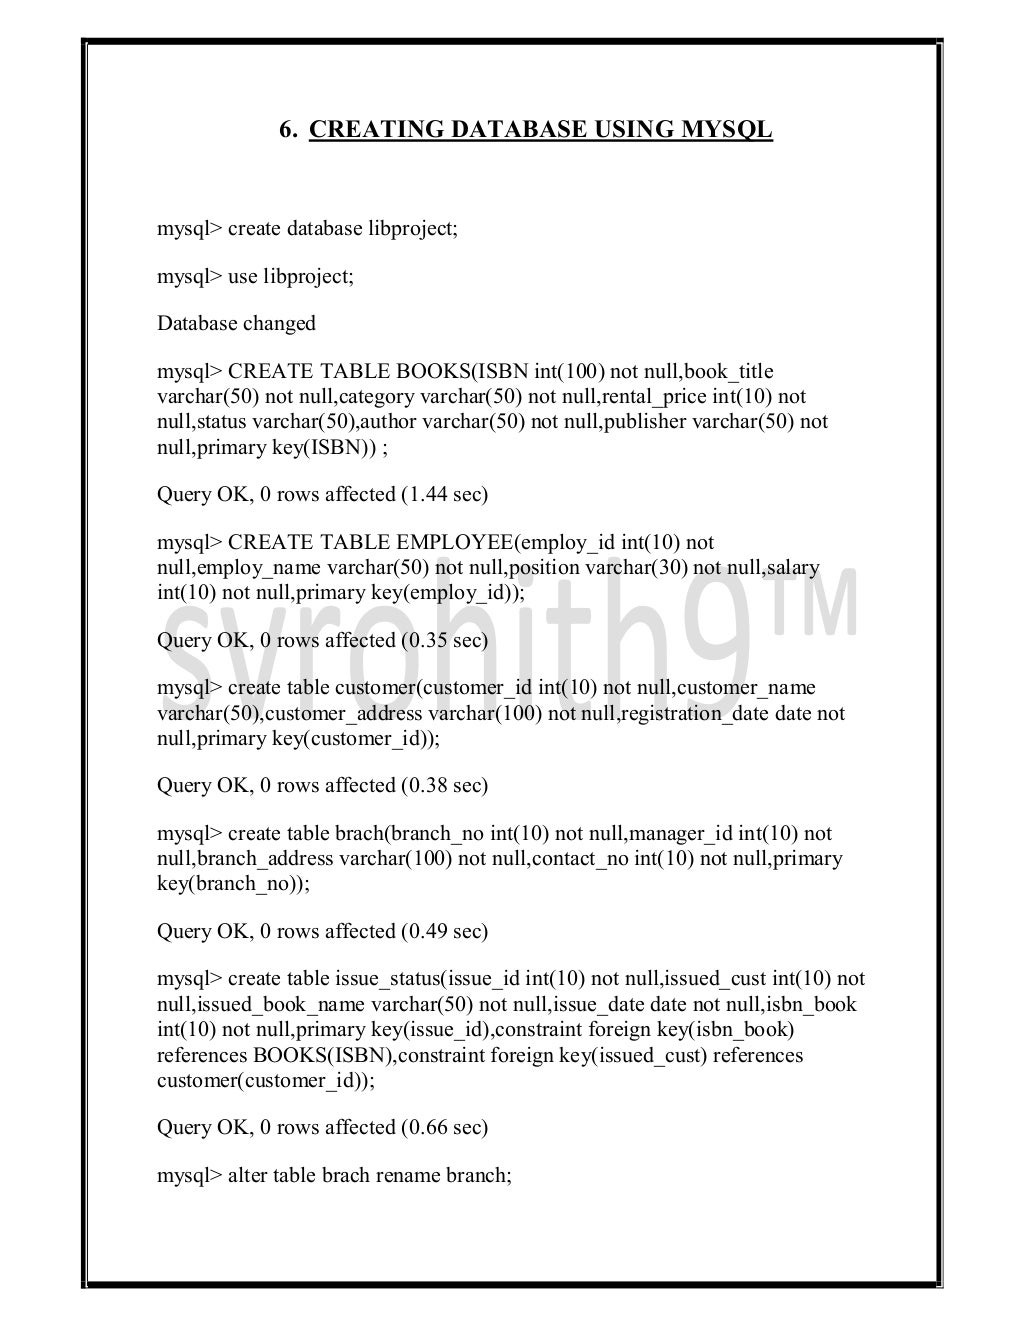 6. CREATING DATABASE USING MYSQL
mysql> create database libproject;
mysql> use libproject;
Database changed
mysql> CREATE TABLE BOOKS(ISBN int(100) not null,book_title
varchar(50) not null,category varchar(50) not null,rental_price int(10) not
null,status varchar(50),author varchar(50) not null,publisher varchar(50) not
null,primary key(ISBN)) ;
Query OK, 0 rows affected (1.44 sec)
mysql> CREATE TABLE EMPLOYEE(employ_id int(10) not
null,employ_name varchar(50) not null,position varchar(30) not null,salary
int(10) not null,primary key(employ_id));
svrohith9™
Query OK, 0 rows affected (0.35 sec)
mysql> create table customer(customer_id int(10) not null,customer_name
varchar(50),customer_address varchar(100) not null,registration_date date not
null,primary key(customer_id));
Query OK, 0 rows affected (0.38 sec)
mysql> create table brach(branch_no int(10) not null,manager_id int(10) not
null,branch_address varchar(100) not null,contact_no int(10) not null,primary
key(branch_no));
Query OK, 0 rows affected (0.49 sec)
mysql> create table issue_status(issue_id int(10) not null,issued_cust int(10) not
null,issued_book_name varchar(50) not null,issue_date date not null,isbn_book
int(10) not null,primary key(issue_id),constraint foreign key(isbn_book)
references BOOKS(ISBN),constraint foreign key(issued_cust) references
customer(customer_id));
Query OK, 0 rows affected (0.66 sec)
mysql> alter table brach rename branch;